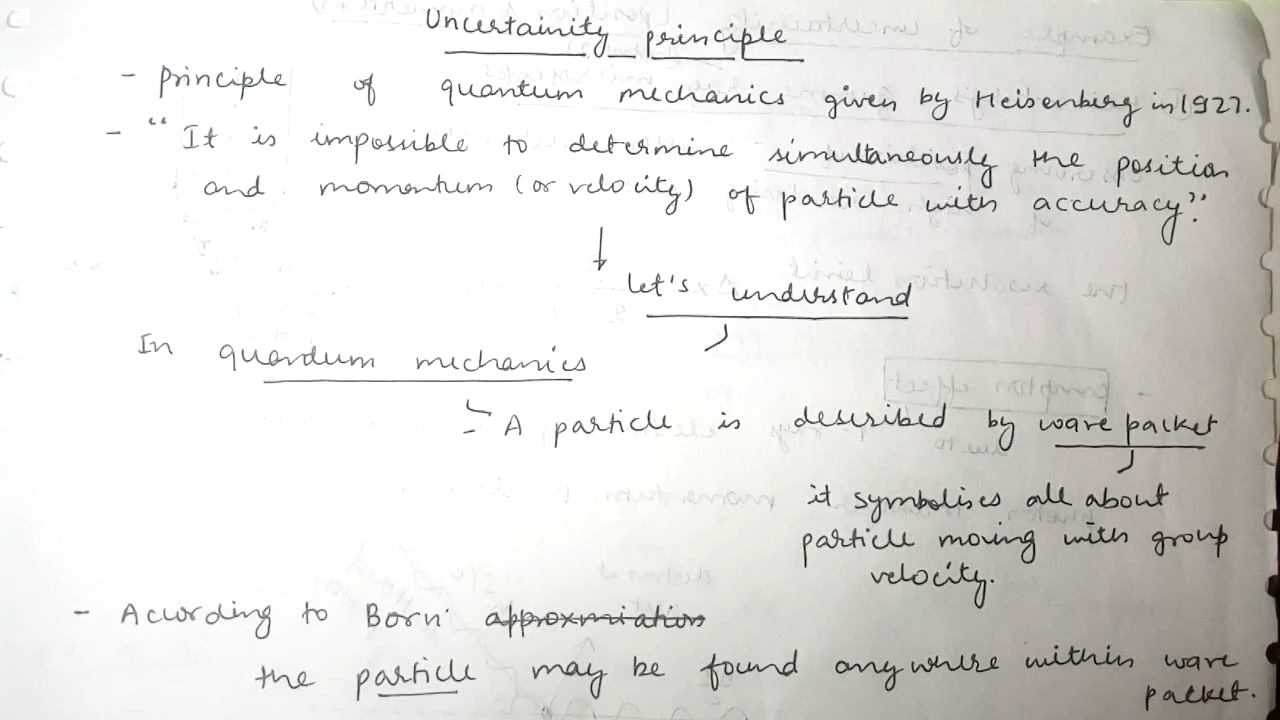 Uncertainity principle
- principle of quantum mechanics given by Heisenberg in 1927.
- "It is impossible to determine simultaneously the position
and momentum (or velocity) of particle with accuracy".
let's understand
In quantum mechanics
- A particle is described by wave packet
it symbolises all about
particle moving with group
velocity.
- According to Born approxmiation
the particle may be found anywhere within wave
packet.